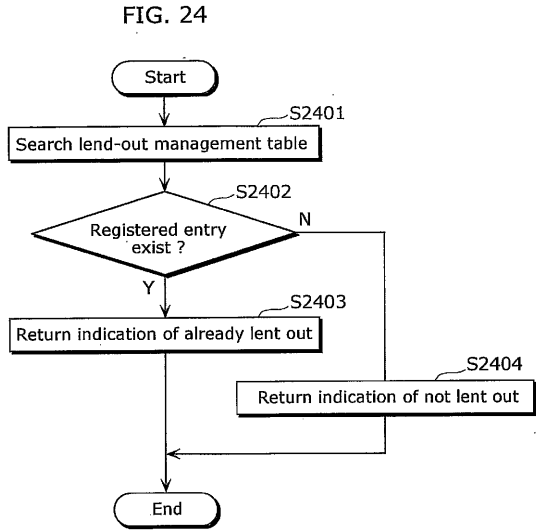 FIG. 24
Start
S2401
Search lend-out management table
S2402
Registered entry
exist ?
N
Y
S2403
Return indication of already lent out
S2404
Return indication of not lent out
End